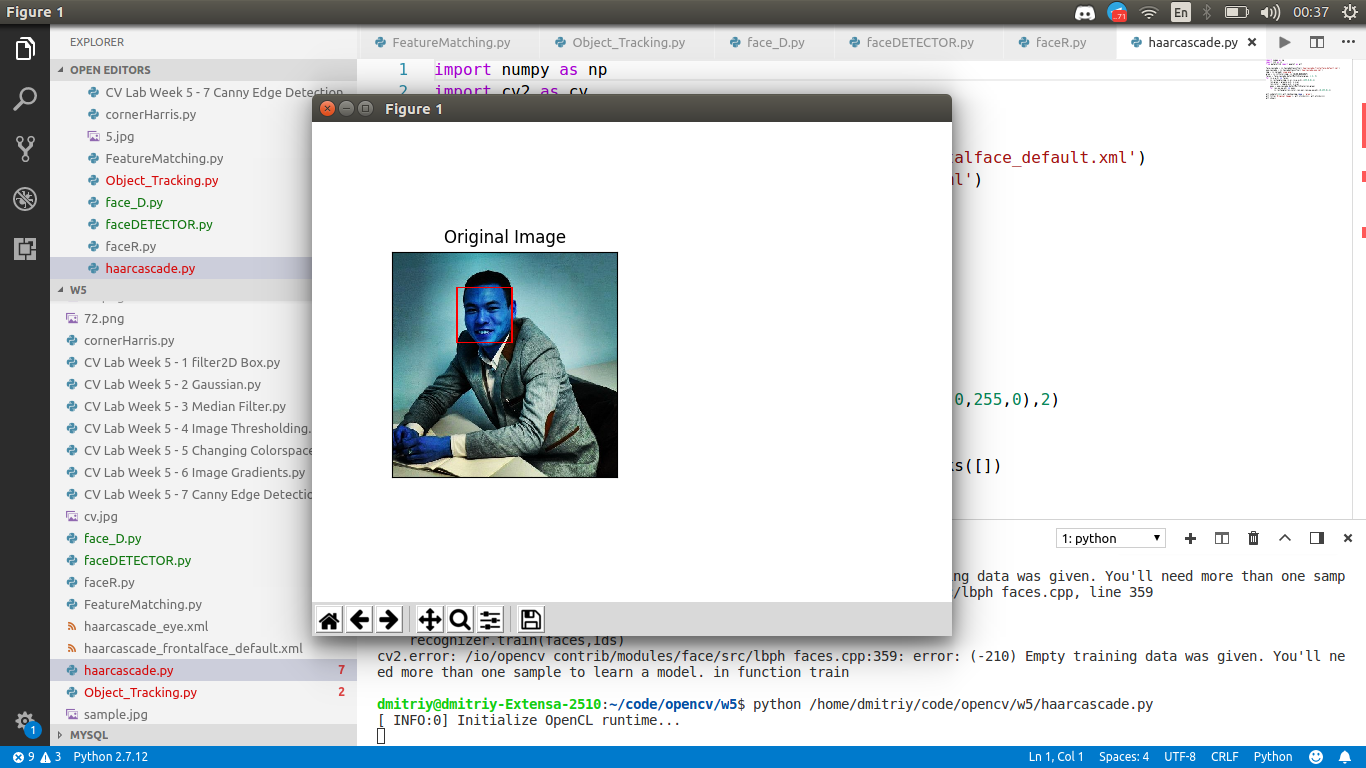 Figure 1
71
En
00:37
EXPLORER
FeatureMatching.py
Object_Tracking.py
face_D.py
faceDETECTOR.py
faceR.py
haarcascade.py
OPEN EDITORS
CV Lab Week 5 - 7 Canny Edge Detection
cornerHarris.py
5.jpg
FeatureMatching.py
Object_Tracking.py
face_D.py
faceDETECTOR.py
faceR.py
haarcascade.py
W5
72.png
cornerHarris.py
CV Lab Week 5 - 1 filter2D Box.py
CV Lab Week 5 - 2 Gaussian.py
CV Lab Week 5 - 3 Median Filter.py
CV Lab Week 5 - 4 Image Thresholding.
CV Lab Week 5 - 5 Changing Colorspace
CV Lab Week 5 - 6 Image Gradients.py
CV Lab Week 5 - 7 Canny Edge Detectio
cv.jpg
face_D.py
faceDETECTOR.py
faceR.py
FeatureMatching.py
haarcascade_eye.xml
haarcascade_frontalface_default.xml
haarcascade.py 7
Object_Tracking.py 2
sample.jpg
MYSQL
1
1 import numpy as np
2 import cv2 as cv
alface_default.xml')
l')
0,255,0),2)
s([])
Figure 1
Original Image
1: python
ng data was given. You'll need more than one samp
/lbph faces.cpp, line 359
recognizer.train(faces,Ids)
cv2.error: /io/opencv contrib/modules/face/src/lbph faces.cpp:359: error: (-210) Empty training data was given. You'll ne
ed more than one sample to learn a model. in function train
dmitriy@dmitriy-Extensa-2510:~/code/opencv/w5$ python /home/dmitriy/code/opencv/w5/haarcascade.py
[ INFO:0] Initialize OpenCL runtime...
9 3 Python 2.7.12
Ln 1, Col 1 Spaces: 4 UTF-8 CRLF Python